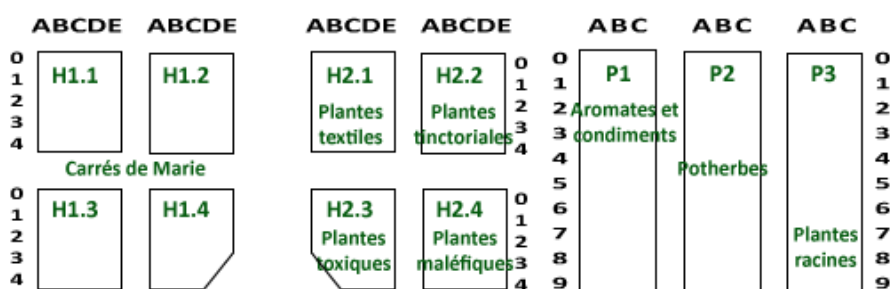 ABCDE ABCDE ABCDE ABCDE ABC ABC ABC
0 0 0
H1.1 H1.2 H2.1 H2.2 0 P1 P2 P3
1 1 1 1
2 Plantes Plantes 2 2 Aromates et 2
3 textiles tinctoriales 3 3 condiments 3
4 4 4 4
Carrés de Marie Potherbes
5 5
0 0 6 6
H1.3 H1.4 H2.3 H2.4
1 1
2 Plantes Plantes 2 7 Plantes 7
3 toxiques maléfiques 3 8 racines 8
4 4 9 9